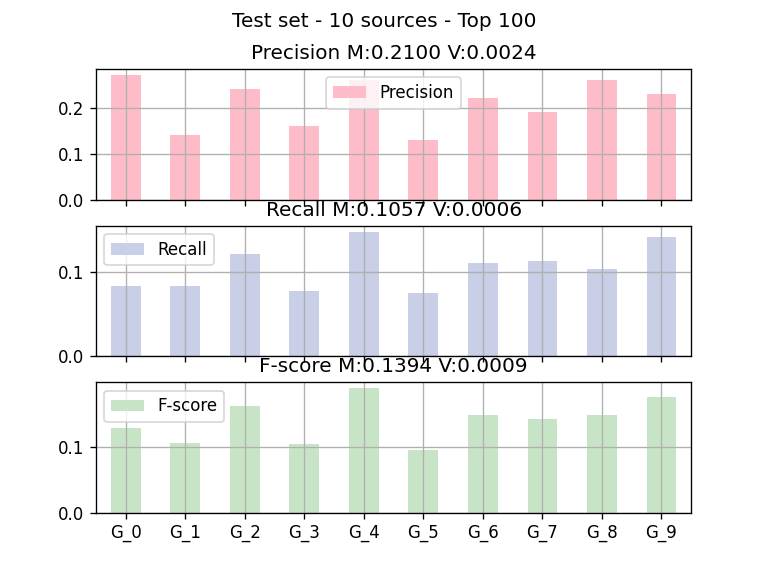 Test set - 10 sources - Top 100
Precision M:0.2100 V:0.0024
Precision
0.2
0.1
0.0
Recall M:0.1057 V:0.0006
Recall
0.1
0.0
F-score M:0.1394 V:0.0009
F-score
0.1
0.0
G_0 G_1 G_2 G_3 G_4 G_5 G_6 G_7 G_8 G_9